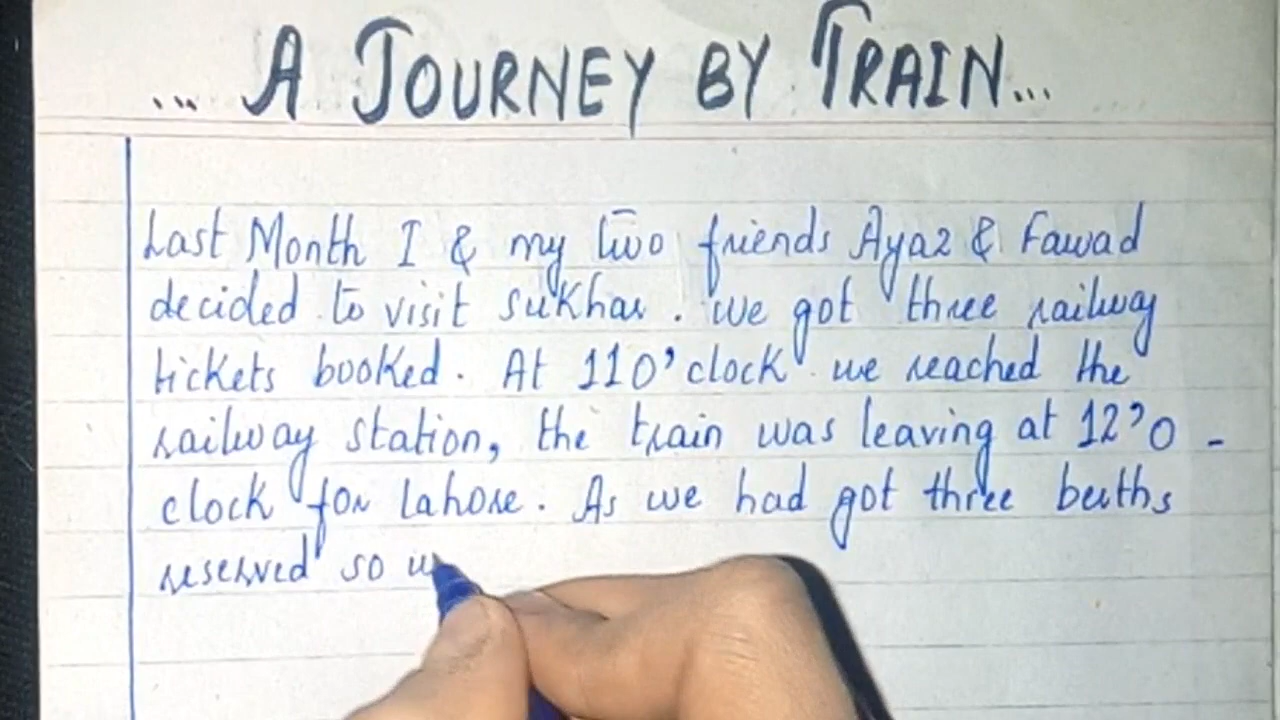 ... A JOURNEY BY TRAIN...
Last Month I & my two friends Ayaz & Fawad
decided to visit Sukhar. We got three railway
tickets booked. At 11 O'clock we reached the
railway station, the train was leaving at 12'O -
clock for Lahore. As we had got three berths
reserved so w